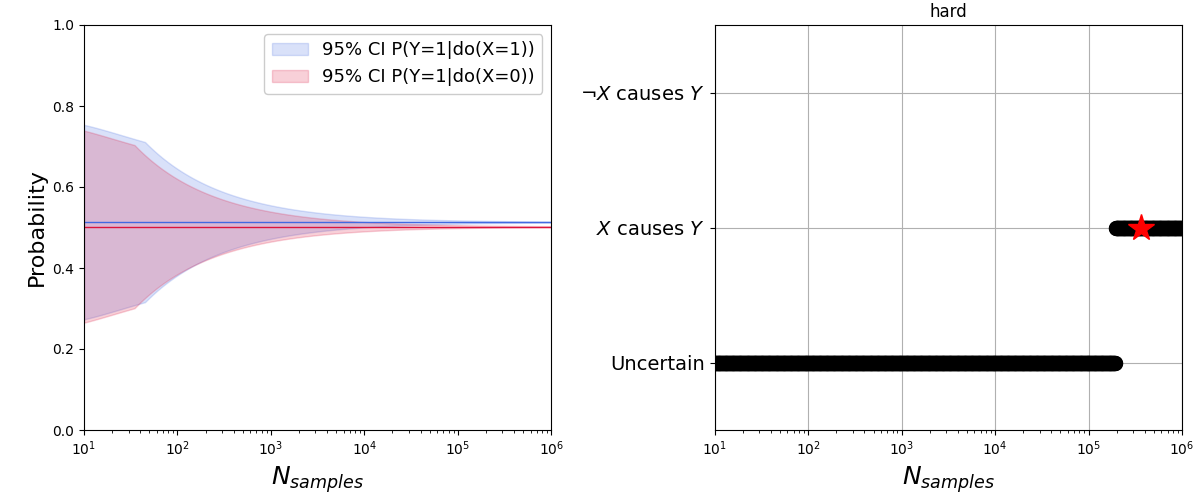 hard
1.0
0.8
0.6
0.4
0.2
0.0
Probability
95% CI P(Y=1|do(X=1))
95% CI P(Y=1|do(X=0))
10¹ 10² 10³ 10⁴ 10⁵ 10⁶
N_samples
¬X causes Y
X causes Y
Uncertain
10¹ 10² 10³ 10⁴ 10⁵ 10⁶
N_samples